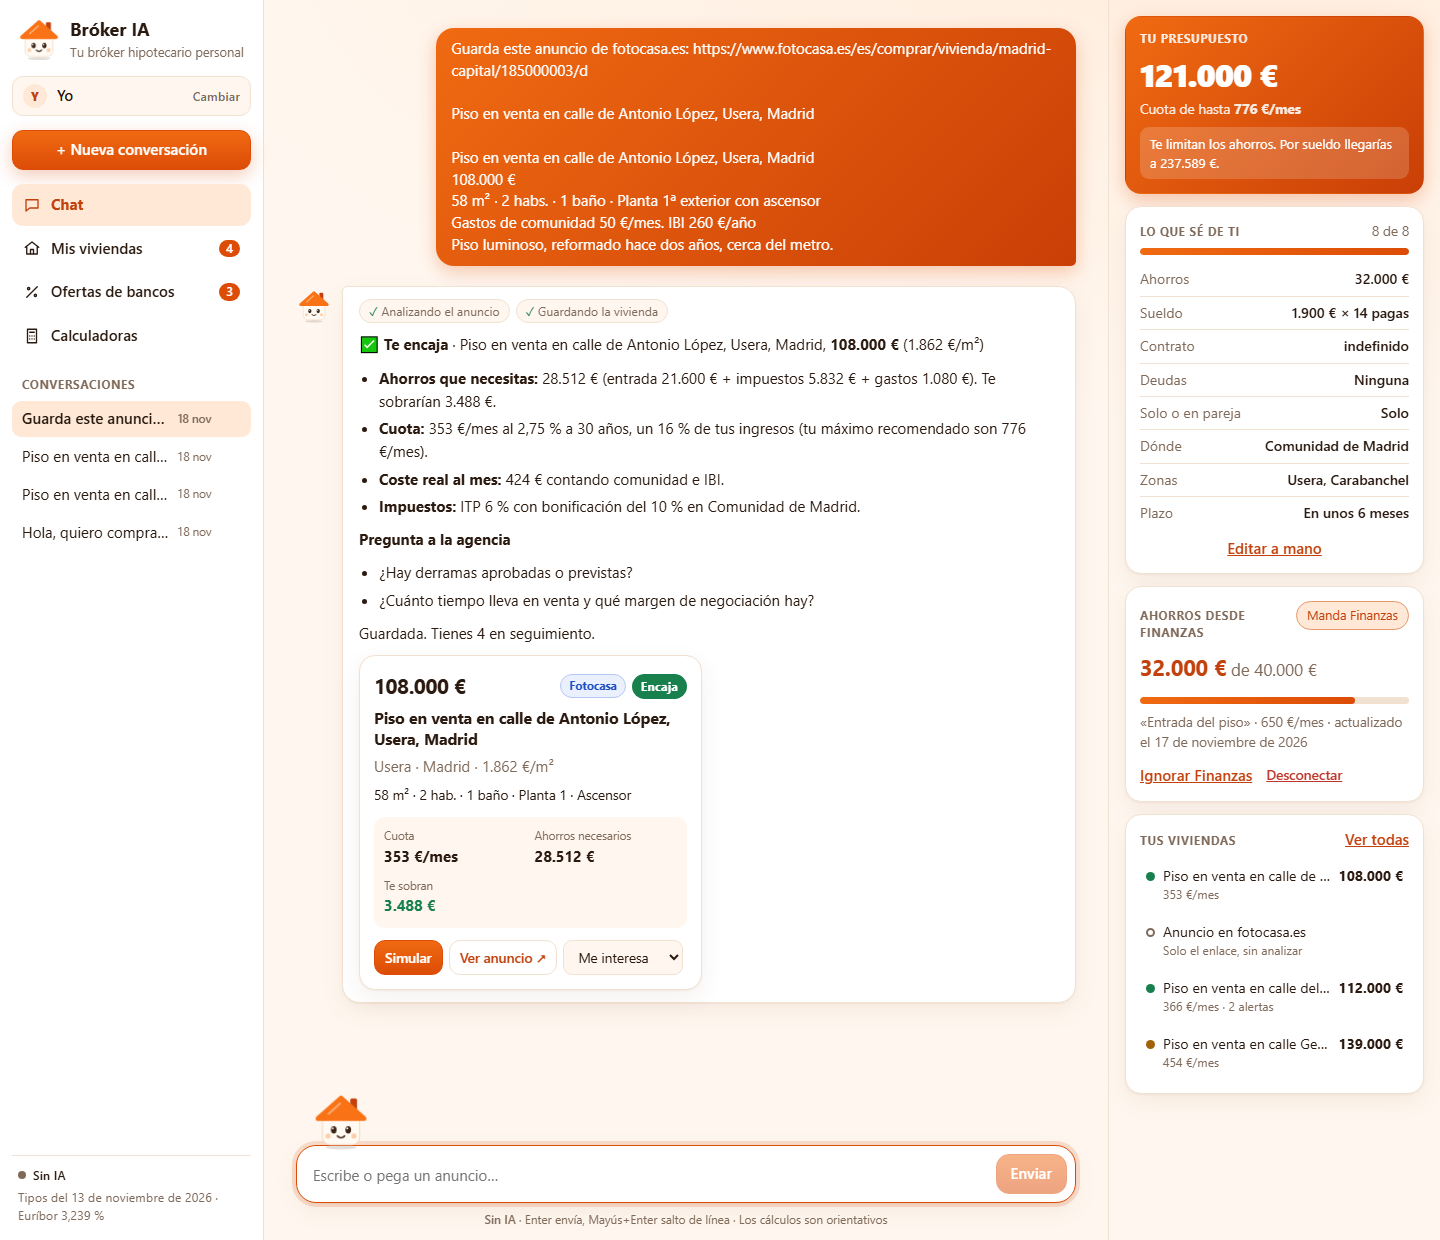 Bróker IA
Tu bróker hipotecario personal
Y Yo Cambiar
+ Nueva conversación
Chat
Mis viviendas 4
Ofertas de bancos 3
Calculadoras
CONVERSACIONES
Guarda este anunci... 18 nov
Piso en venta en call... 18 nov
Piso en venta en call... 18 nov
Hola, quiero compra... 18 nov
Sin IA
Tipos del 13 de noviembre de 2026 ·
Euríbor 3,239 %
Guarda este anuncio de fotocasa.es: https://www.fotocasa.es/es/comprar/vivienda/madrid-
capital/185000003/d
Piso en venta en calle de Antonio López, Usera, Madrid
Piso en venta en calle de Antonio López, Usera, Madrid
108.000 €
58 m² · 2 habs. · 1 baño · Planta 1ª exterior con ascensor
Gastos de comunidad 50 €/mes. IBI 260 €/año
Piso luminoso, reformado hace dos años, cerca del metro.
✓ Analizando el anuncio ✓ Guardando la vivienda
✅ Te encaja · Piso en venta en calle de Antonio López, Usera, Madrid, 108.000 € (1.862 €/m²)
• Ahorros que necesitas: 28.512 € (entrada 21.600 € + impuestos 5.832 € + gastos 1.080 €). Te
sobrarían 3.488 €.
• Cuota: 353 €/mes al 2,75 % a 30 años, un 16 % de tus ingresos (tu máximo recomendado son 776
€/mes).
• Coste real al mes: 424 € contando comunidad e IBI.
• Impuestos: ITP 6 % con bonificación del 10 % en Comunidad de Madrid.
Pregunta a la agencia
• ¿Hay derramas aprobadas o previstas?
• ¿Cuánto tiempo lleva en venta y qué margen de negociación hay?
Guardada. Tienes 4 en seguimiento.
108.000 € Fotocasa Encaja
Piso en venta en calle de Antonio López,
Usera, Madrid
Usera · Madrid · 1.862 €/m²
58 m² · 2 hab. · 1 baño · Planta 1 · Ascensor
Cuota Ahorros necesarios
353 €/mes 28.512 €
Te sobran
3.488 €
Simular Ver anuncio ↗ Me interesa
Escribe o pega un anuncio... Enviar
Sin IA · Enter envía, Mayús+Enter salto de línea · Los cálculos son orientativos
TU PRESUPUESTO
121.000 €
Cuota de hasta 776 €/mes
Te limitan los ahorros. Por sueldo llegarías
a 237.589 €.
LO QUE SÉ DE TI 8 de 8
Ahorros 32.000 €
Sueldo 1.900 € × 14 pagas
Contrato indefinido
Deudas Ninguna
Solo o en pareja Solo
Dónde Comunidad de Madrid
Zonas Usera, Carabanchel
Plazo En unos 6 meses
Editar a mano
AHORROS DESDE
FINANZAS
Manda Finanzas
32.000 € de 40.000 €
«Entrada del piso» · 650 €/mes · actualizado
el 17 de noviembre de 2026
Ignorar Finanzas Desconectar
TUS VIVIENDAS Ver todas
Piso en venta en calle de ... 108.000 €
353 €/mes
Anuncio en fotocasa.es
Solo el enlace, sin analizar
Piso en venta en calle del... 112.000 €
366 €/mes · 2 alertas
Piso en venta en calle Ge... 139.000 €
454 €/mes